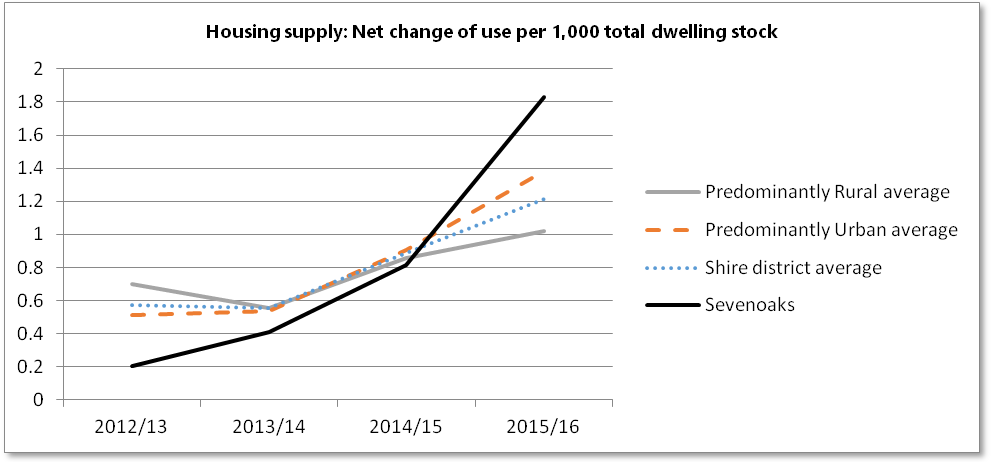 Housing supply: Net change of use per 1,000 total dwelling stock
2
1.8
1.6
1.4
1.2
1
0.8
0.6
0.4
0.2
0
2012/13 2013/14 2014/15 2015/16
Predominantly Rural average
Predominantly Urban average
Shire district average
Sevenoaks